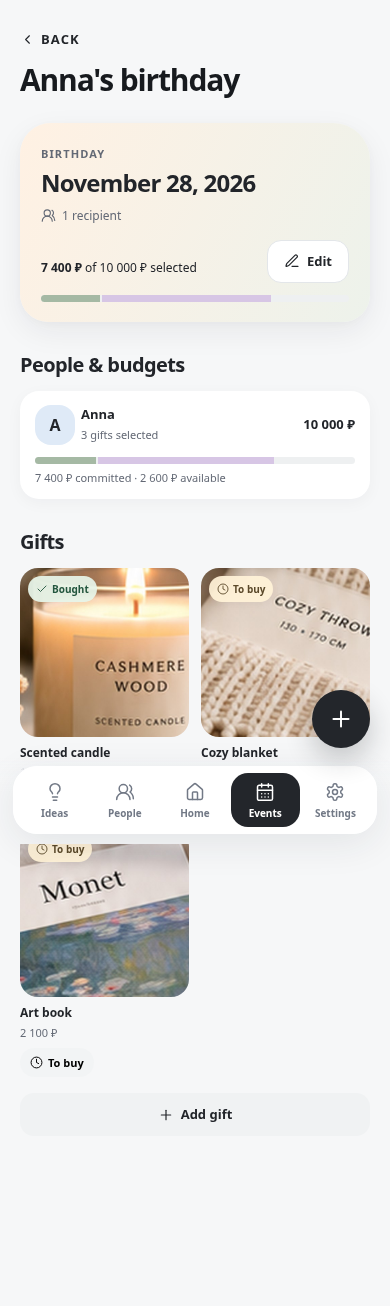 BACK
Anna's birthday
BIRTHDAY
November 28, 2026
1 recipient
7 400 ₽ of 10 000 ₽ selected
Edit
People & budgets
A
Anna
3 gifts selected
10 000 ₽
7 400 ₽ committed · 2 600 ₽ available
Gifts
Bought
CASHMERE
WOOD
SCENTED CANDLE
To buy
COZY THROW
130 × 170 CM
Scented candle
Cozy blanket
Ideas
People
Home
Events
Settings
To buy
Monet
Art book
2 100 ₽
To buy
Add gift